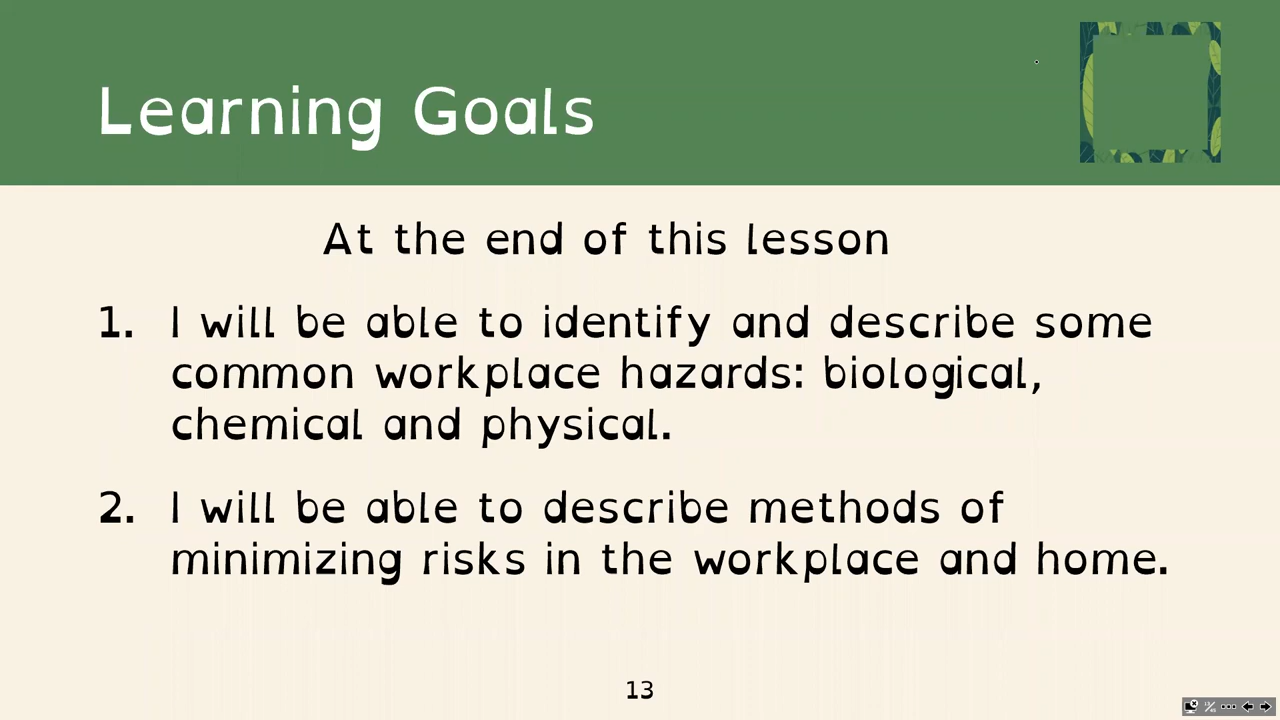 Learning Goals
At the end of this lesson
1. I will be able to identify and describe some
common workplace hazards: biological,
chemical and physical.
2. I will be able to describe methods of
minimizing risks in the workplace and home.
13